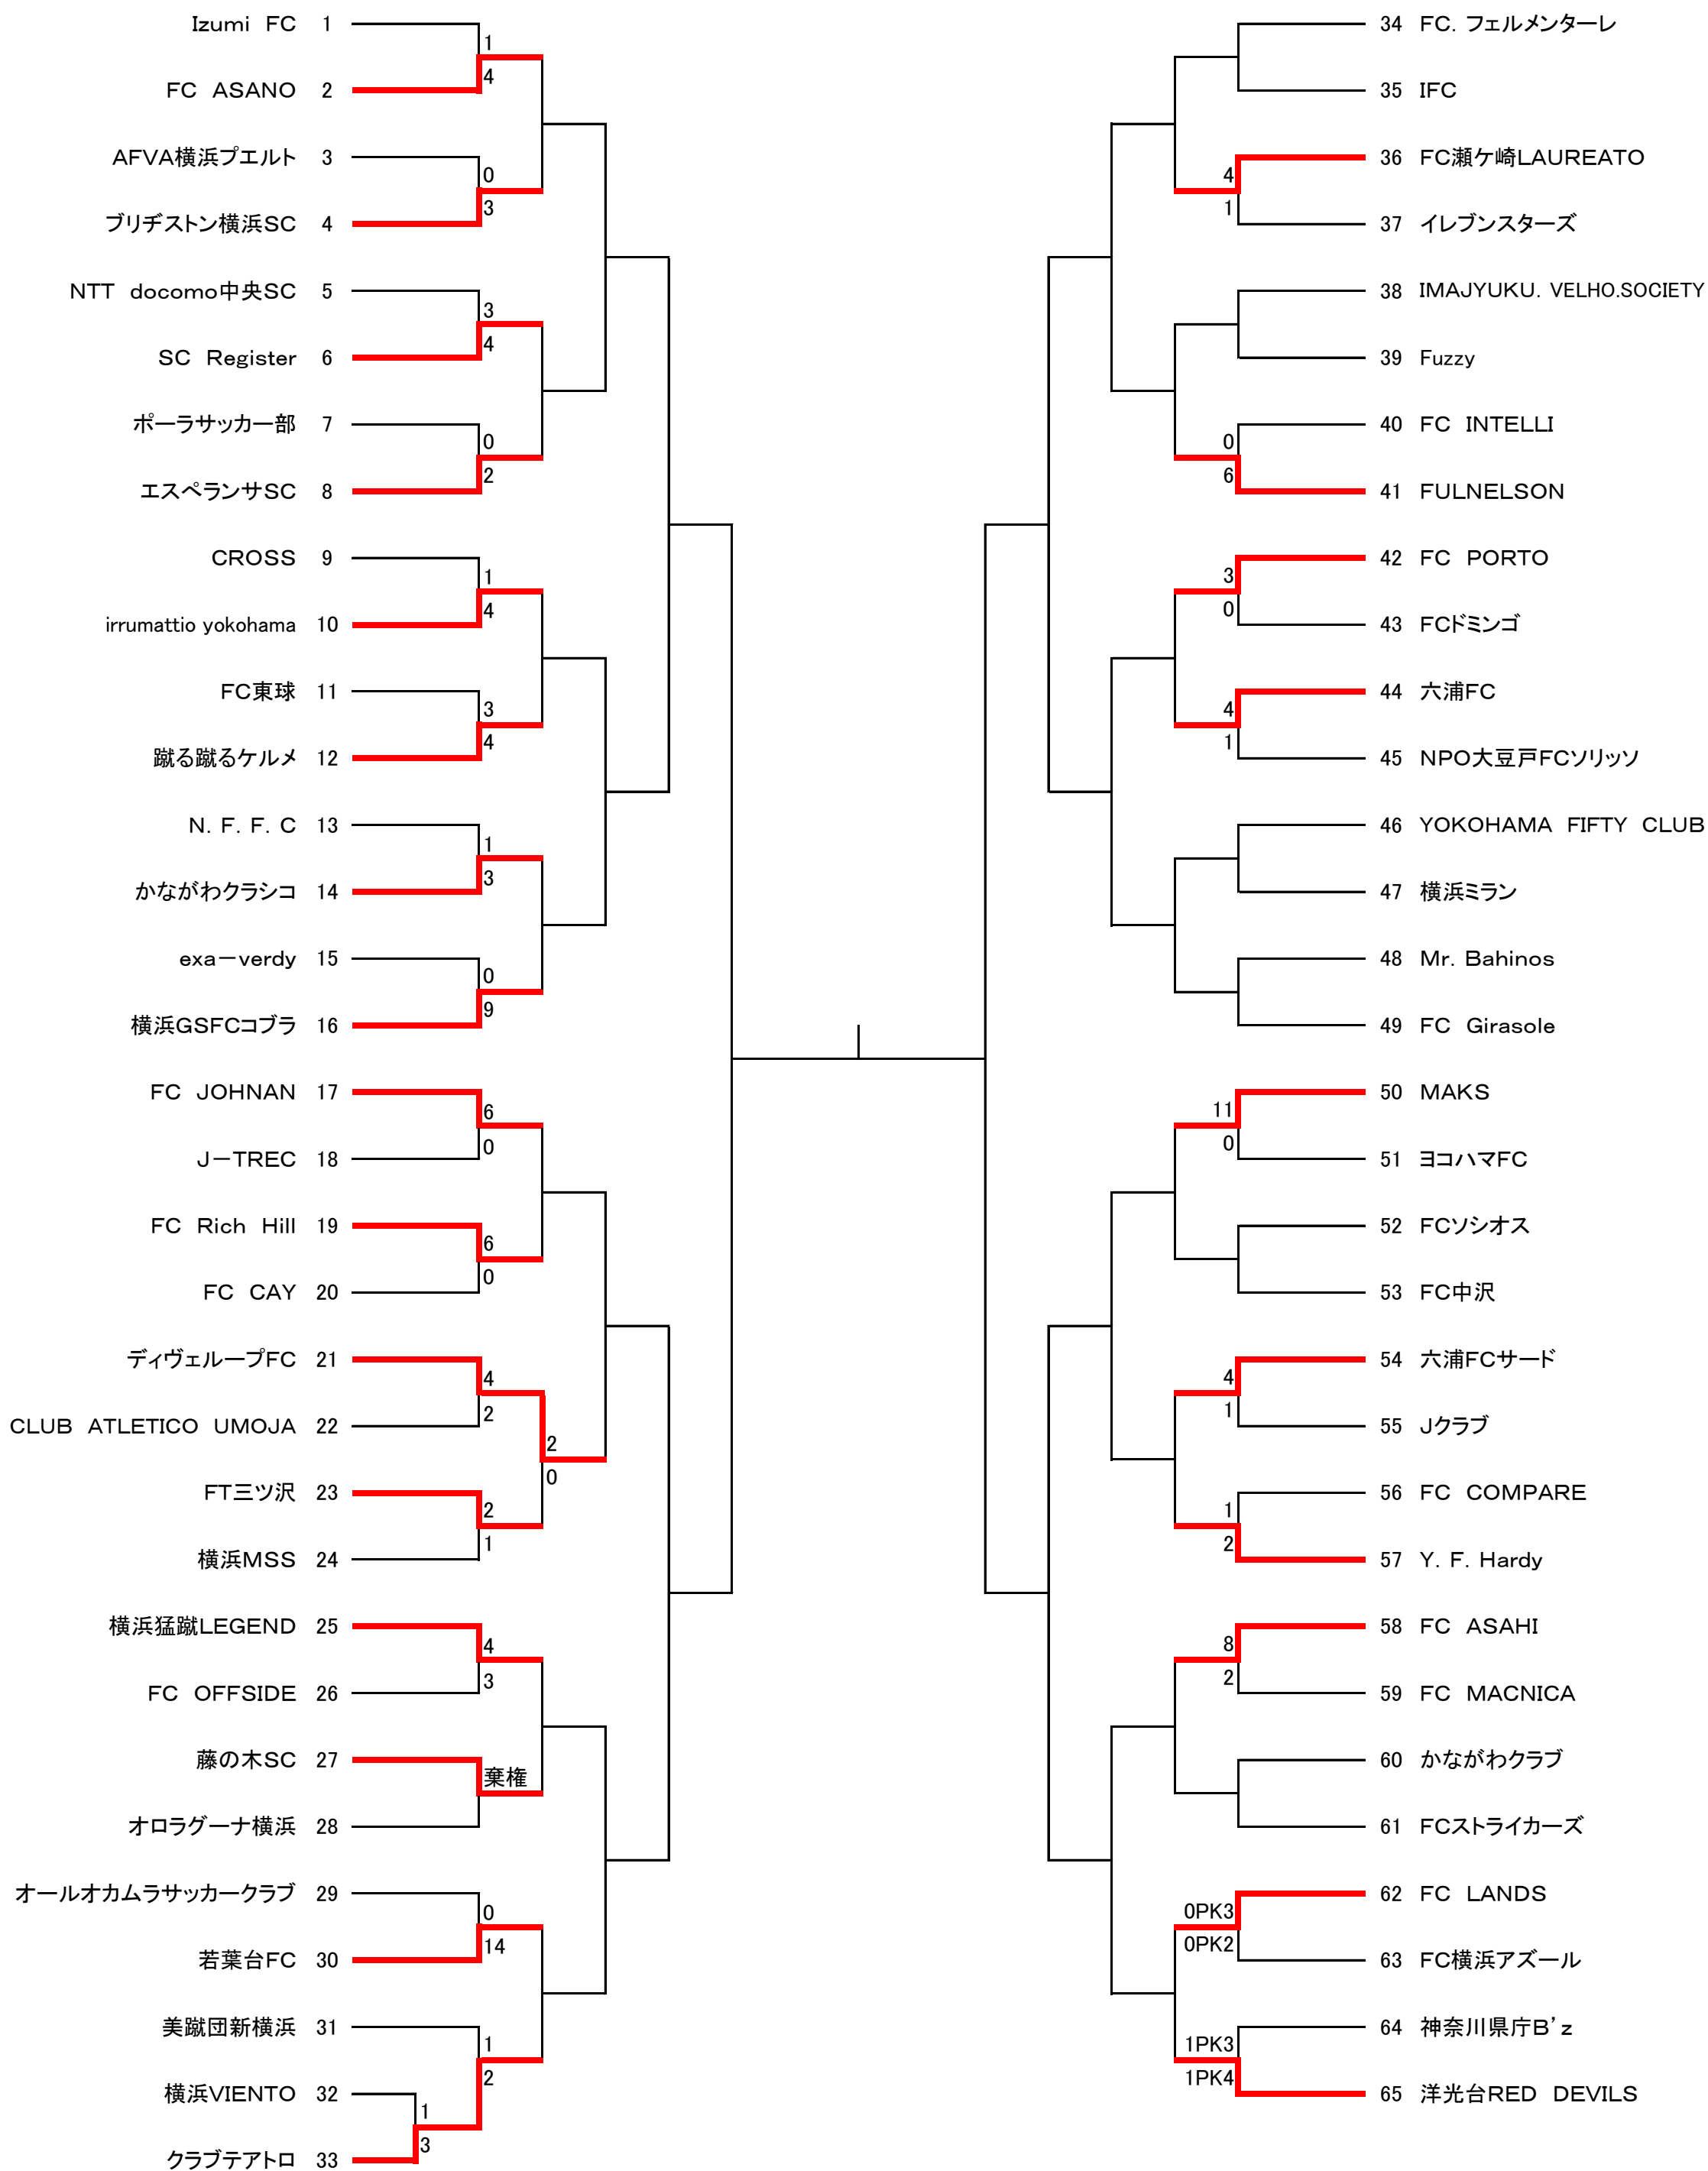 Izumi　FC　1
1
4
FC　ASANO　2
AFVA横浜プエルト　3
0
3
ブリヂストン横浜SC　4
NTT　docomo中央SC　5
3
4
SC　Register　6
ポーラサッカー部　7
0
2
エスペランサSC　8
CROSS　9
1
4
irrumattio yokohama　10
FC東球　11
3
4
蹴る蹴るケルメ　12
N. F. F. C　13
1
3
かながわクラシコ　14
exa－verdy　15
0
9
横浜GSFCコブラ　16
FC　JOHNAN　17
6
0
J－TREC　18
FC　Rich　Hill　19
6
0
FC　CAY　20
ディヴェループFC　21
4
2
CLUB　ATLETICO　UMOJA　22
2
0
FT三ツ沢　23
2
1
横浜MSS　24
横浜猛蹴LEGEND　25
4
3
FC　OFFSIDE　26
藤の木SC　27
棄権
オロラグーナ横浜　28
オールオカムラサッカークラブ　29
0
14
若葉台FC　30
美蹴団新横浜　31
1
2
横浜VIENTO　32
1
3
クラブテアトロ　33
34　FC. フェルメンターレ
35　IFC
36　FC瀬ケ崎LAUREATO
4
1
37　イレブンスターズ
38　IMAJYUKU. VELHO.SOCIETY
39　Fuzzy
40　FC　INTELLI
0
6
41　FULNELSON
42　FC　PORTO
3
0
43　FCドミンゴ
44　六浦FC
4
1
45　NPO大豆戸FCソリッソ
46　YOKOHAMA　FIFTY　CLUB
47　横浜ミラン
48　Mr. Bahinos
49　FC　Girasole
50　MAKS
11
0
51　ヨコハマFC
52　FCソシオス
53　FC中沢
54　六浦FCサード
4
1
55　Jクラブ
56　FC　COMPARE
1
2
57　Y. F. Hardy
58　FC　ASAHI
8
2
59　FC　MACNICA
60　かながわクラブ
61　FCストライカーズ
62　FC　LANDS
0PK3
0PK2
63　FC横浜アズール
64　神奈川県庁B’z
1PK3
1PK4
65　洋光台RED　DEVILS